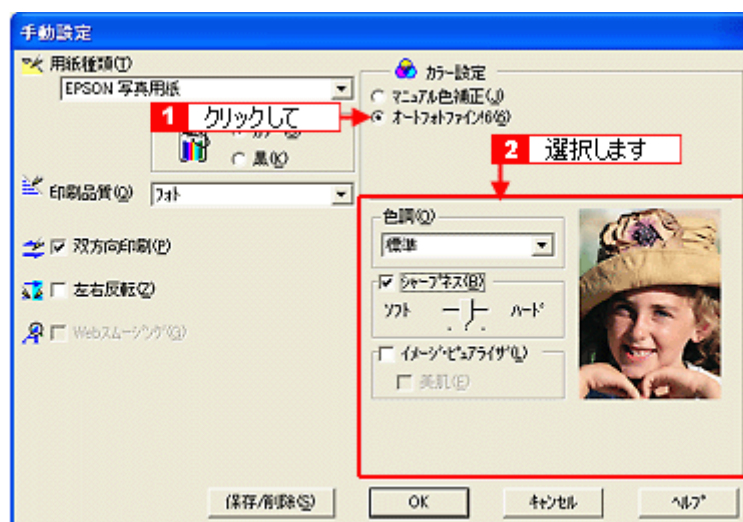 手動設定
用紙種類(T)
EPSON 写真用紙
1 クリックして
黒(K)
印刷品質(Q) フォト
双方向印刷(P)
左右反転(Z)
Webスムージング(G)
カラー設定
マニュアル色補正(J)
オートフォトファイン!6(6)
2 選択します
色調(O)
標準
シャープネス(B)
ソフト ハード
イメージ・ピュアライザ(L)
美肌(E)
保存/削除(S) OK キャンセル ヘルプ